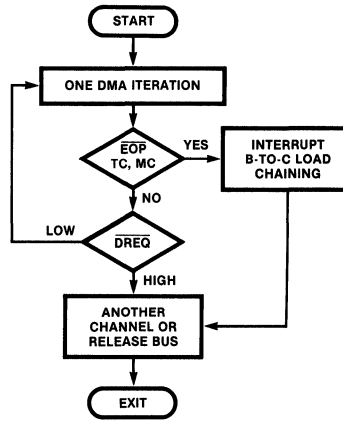 START
ONE DMA ITERATION
EOP
TC, MC
YES
INTERRUPT
B-TO-C LOAD
CHAINING
NO
LOW
DREQ
HIGH
ANOTHER
CHANNEL OR
RELEASE BUS
EXIT